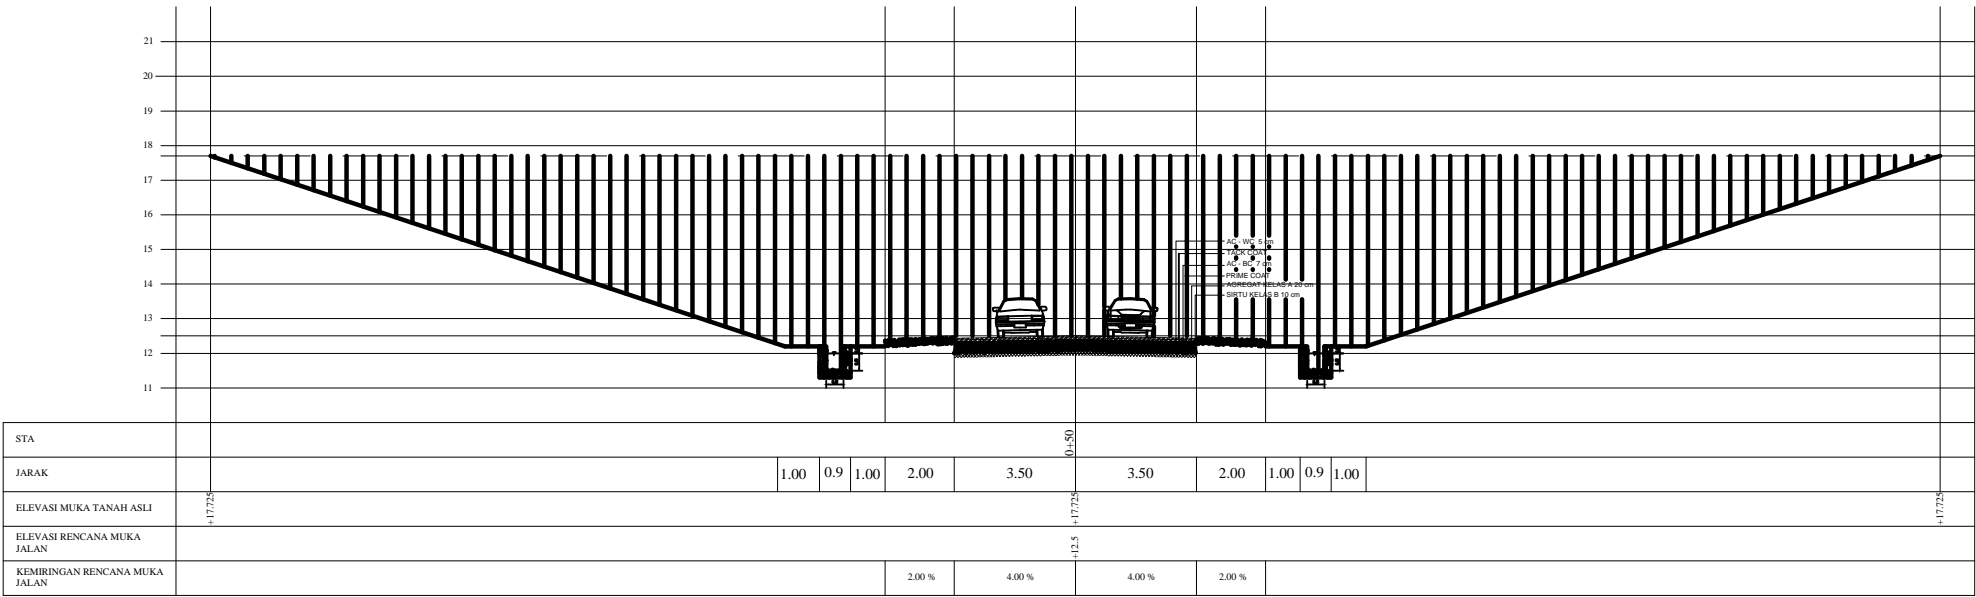 21
20
19
18
17
16
15
14
13
12
11
AC - WC 5 cm
TACK COAT
AC - BC 7 cm
PRIME COAT
AGREGAT KELAS A 20 cm
SIRTU KELAS B 10 cm
STA
0+50
JARAK
1.00 0.9 1.00 2.00 3.50 3.50 2.00 1.00 0.9 1.00
ELEVASI MUKA TANAH ASLI
+17.725 +17.725 +17.725
ELEVASI RENCANA MUKA
JALAN
+12.5
KEMIRINGAN RENCANA MUKA
JALAN
2.00 % 4.00 % 4.00 % 2.00 %